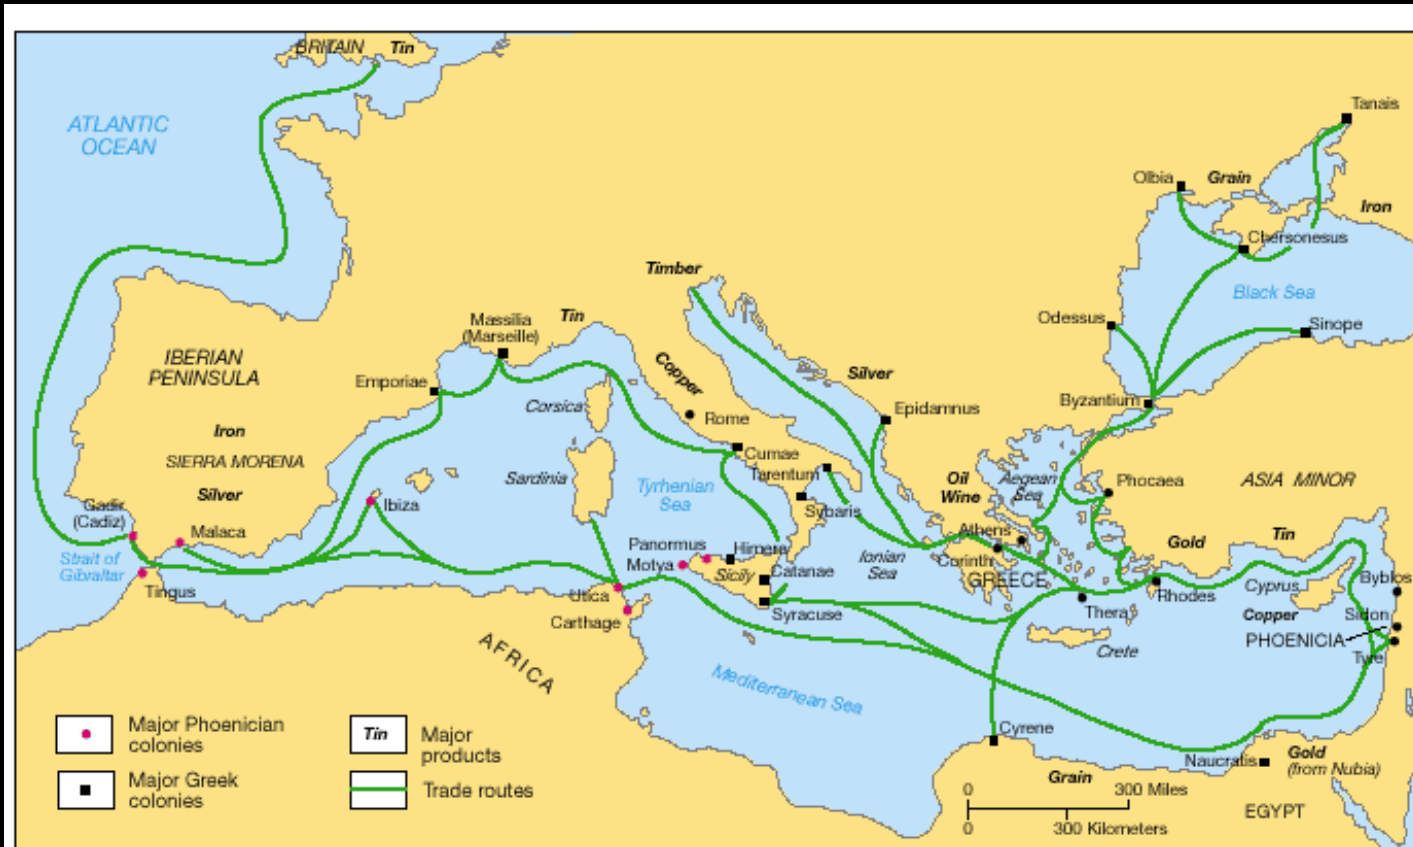 BRITAIN
Tin
ATLANTIC
OCEAN
Tanais
Olbia
Grain
Iron
Chersonesus
Timber
Black Sea
Odessus
Sinope
Massilia
(Marseille)
Tin
IBERIAN
PENINSULA
Copper
Silver
Emporiae
Corsica
Rome
Epidamnus
Byzantium
Iron
SIERRA MORENA
Cumae
Tarentum
Sardinia
Tyrrhenian
Sea
Oil
Wine
Aegean
Sea
Phocaea
ASIA MINOR
Silver
Gadir
(Cadiz)
Ibiza
Sybaris
Malaca
Athens
Tin
Gold
Strait of
Gibraltar
Panormus
Himera
Motya
Sicily
Catanae
Ionian
Sea
Corinth
GREECE
Tingus
Utica
Carthage
Syracuse
Thera
Rhodes
Cyprus
Byblos
Copper
Sidon
PHOENICIA
Tyre
Crete
AFRICA
Mediterranean Sea
Cyrene
Naucratis
Gold
(from Nubia)
Grain
EGYPT
Major Phoenician
colonies
Tin
Major
products
Major Greek
colonies
Trade routes
0
300 Miles
0
300 Kilometers